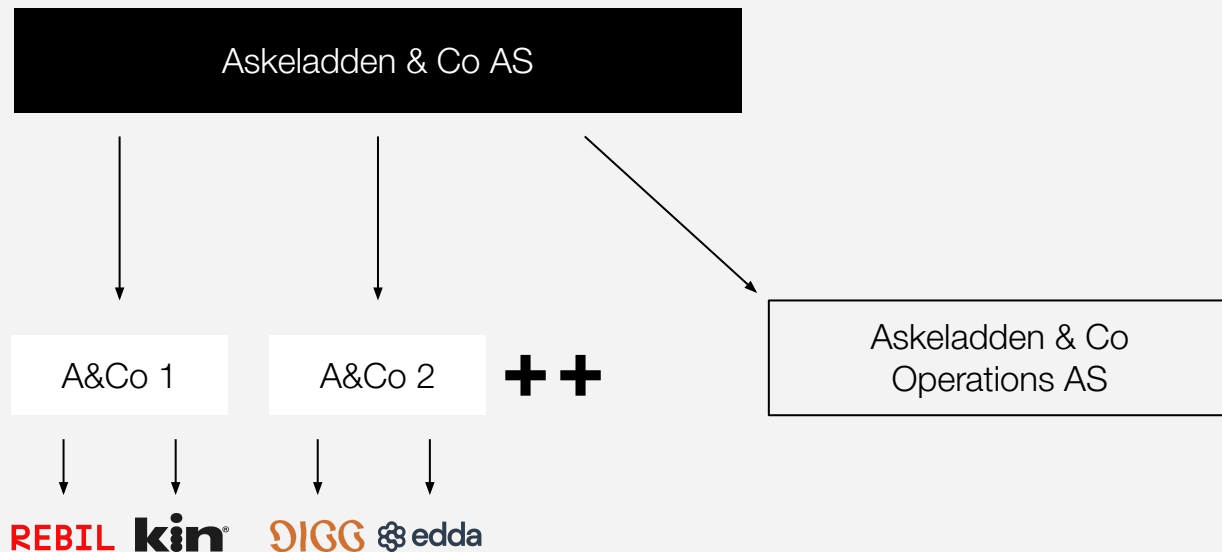 Askeladden & Co AS
A&Co 1
A&Co 2
++
Askeladden & Co
Operations AS
REBIL
kin®
DIGG
edda